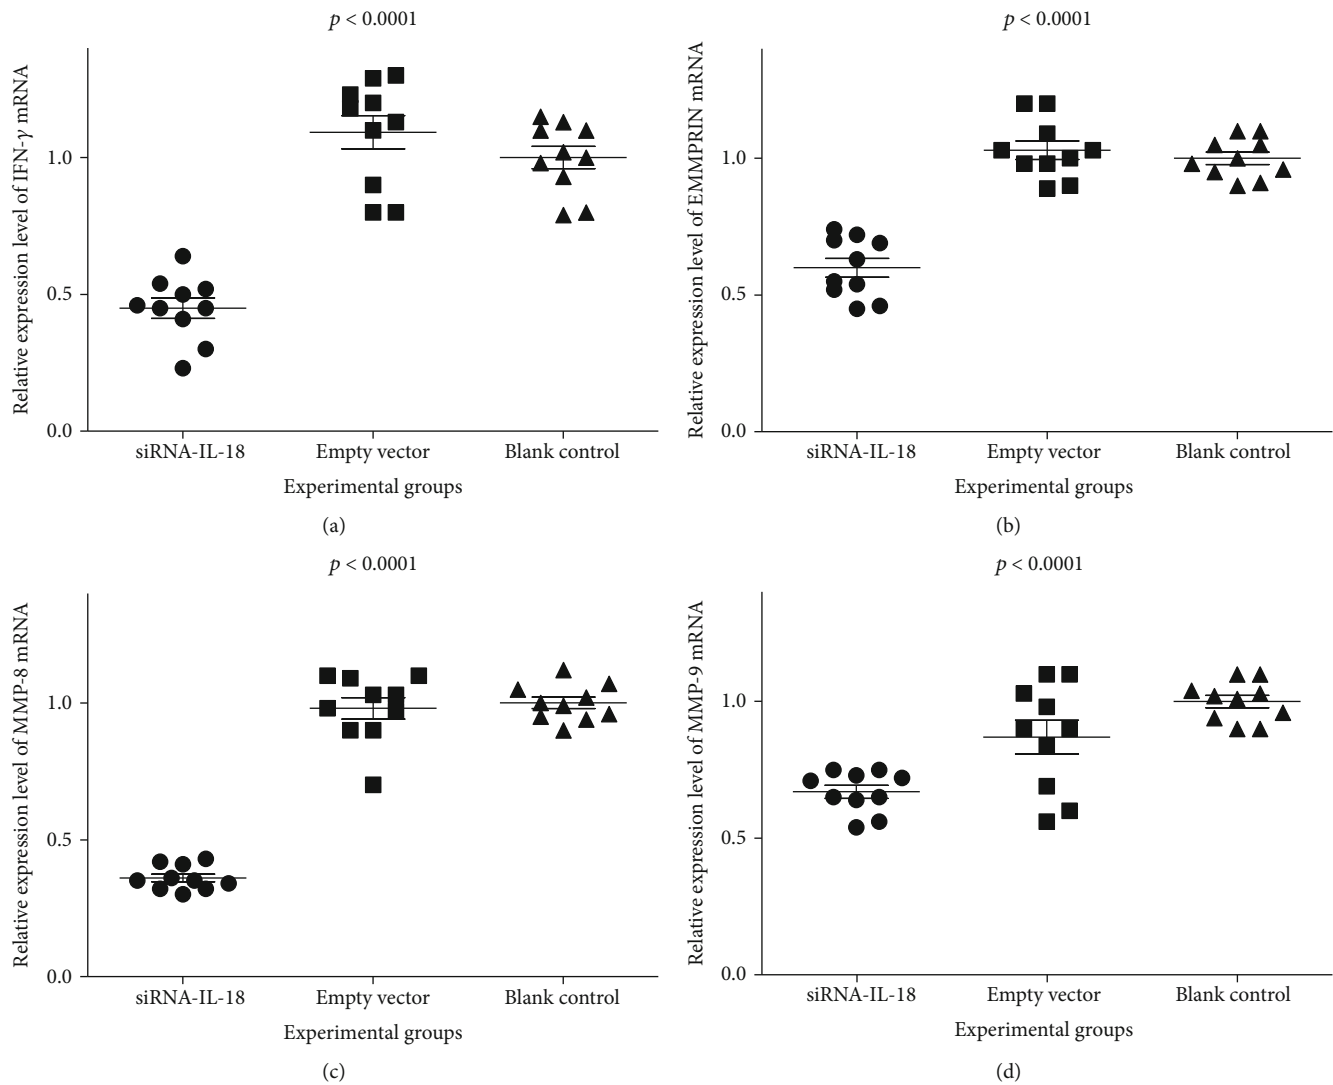 p < 0.0001
Relative expression level of IFN-γ mRNA
1.0
0.5
0.0
siRNA-IL-18 Empty vector Blank control
Experimental groups
(a)
p < 0.0001
Relative expression level of EMMPRIN mRNA
1.0
0.5
0.0
siRNA-IL-18 Empty vector Blank control
Experimental groups
(b)
p < 0.0001
Relative expression level of MMP-8 mRNA
1.0
0.5
0.0
siRNA-IL-18 Empty vector Blank control
Experimental groups
(c)
p < 0.0001
Relative expression level of MMP-9 mRNA
1.0
0.5
0.0
siRNA-IL-18 Empty vector Blank control
Experimental groups
(d)